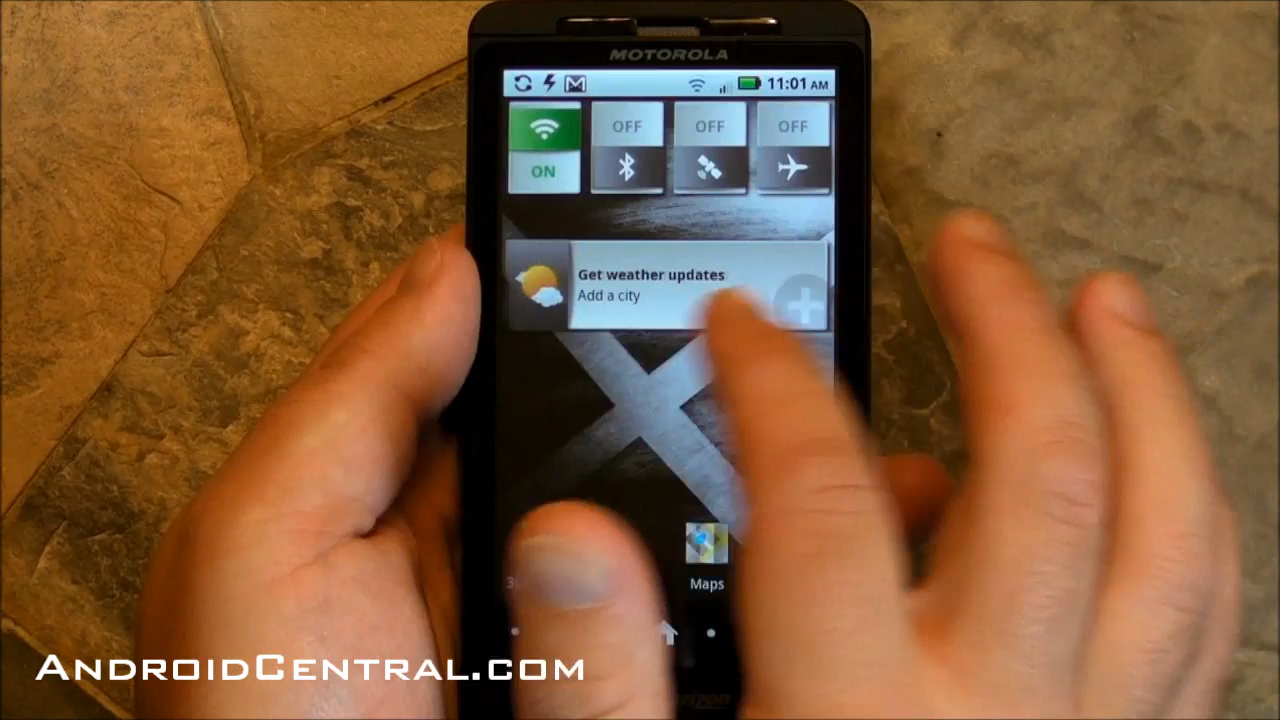 MOTOROLA
11:01 AM
OFF OFF OFF
ON
Get weather updates
Add a city
Maps
ANDROIDCENTRAL.COM